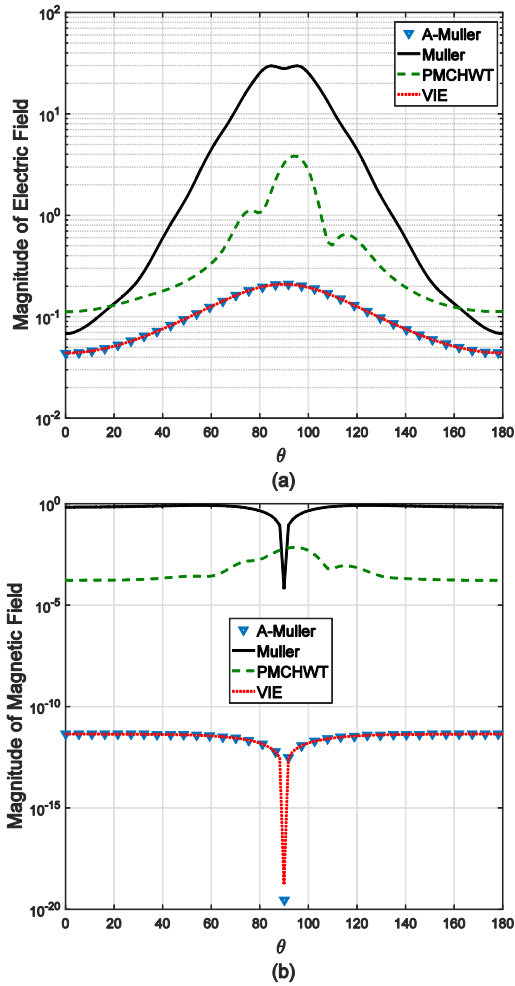 10^2
10^1
10^0
10^-1
10^-2
Magnitude of Electric Field
A-Muller
Muller
PMCHWT
VIE
0 20 40 60 80 100 120 140 160 180
θ
(a)
10^0
10^-5
10^-10
10^-15
10^-20
Magnitude of Magnetic Field
A-Muller
Muller
PMCHWT
VIE
0 20 40 60 80 100 120 140 160 180
θ
(b)